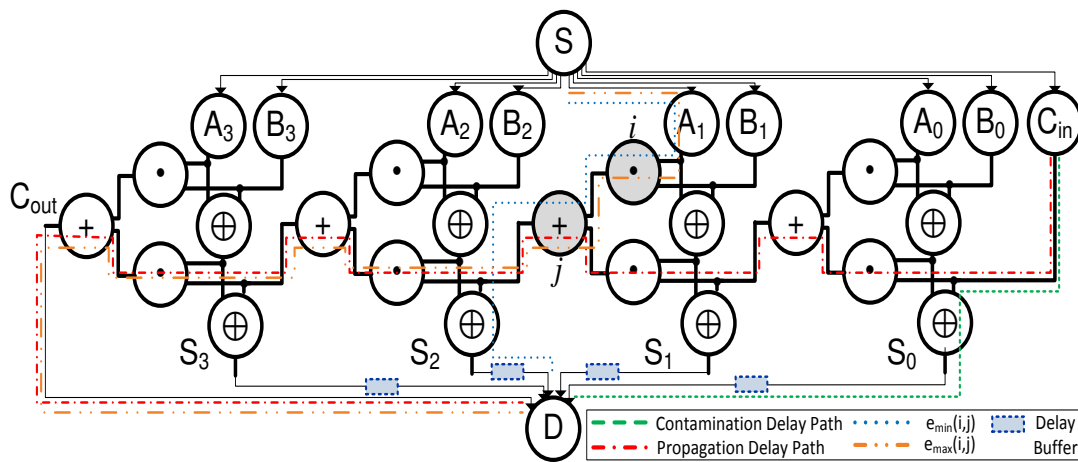 S
A3 B3 A2 B2 A1 B1 A0 B0 Cin
i
• • • •
Cout
+ ⊕ + ⊕ + ⊕ + ⊕
j
• • • •
⊕ ⊕ ⊕ ⊕
S3 S2 S1 S0
D
Contamination Delay Path emin(i,j) Delay
Propagation Delay Path emax(i,j) Buffer